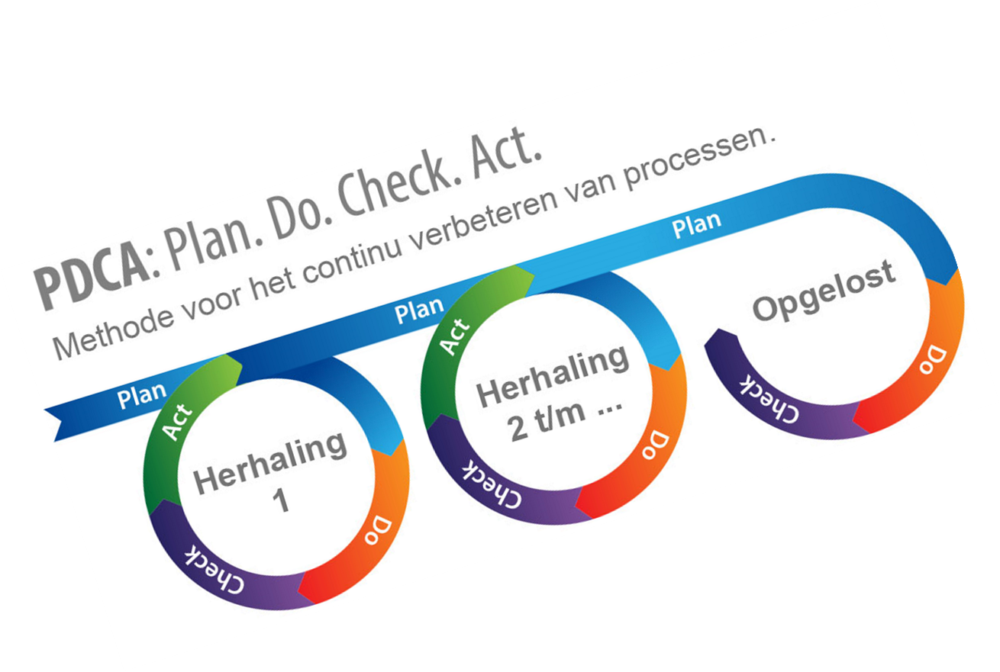 PDCA: Plan. Do. Check. Act.
Methode voor het continu verbeteren van processen.
Plan
Act
Herhaling
1
Do
Check
Plan
Act
Herhaling
2 t/m ...
Do
Check
Plan
Opgelost
Do
Check